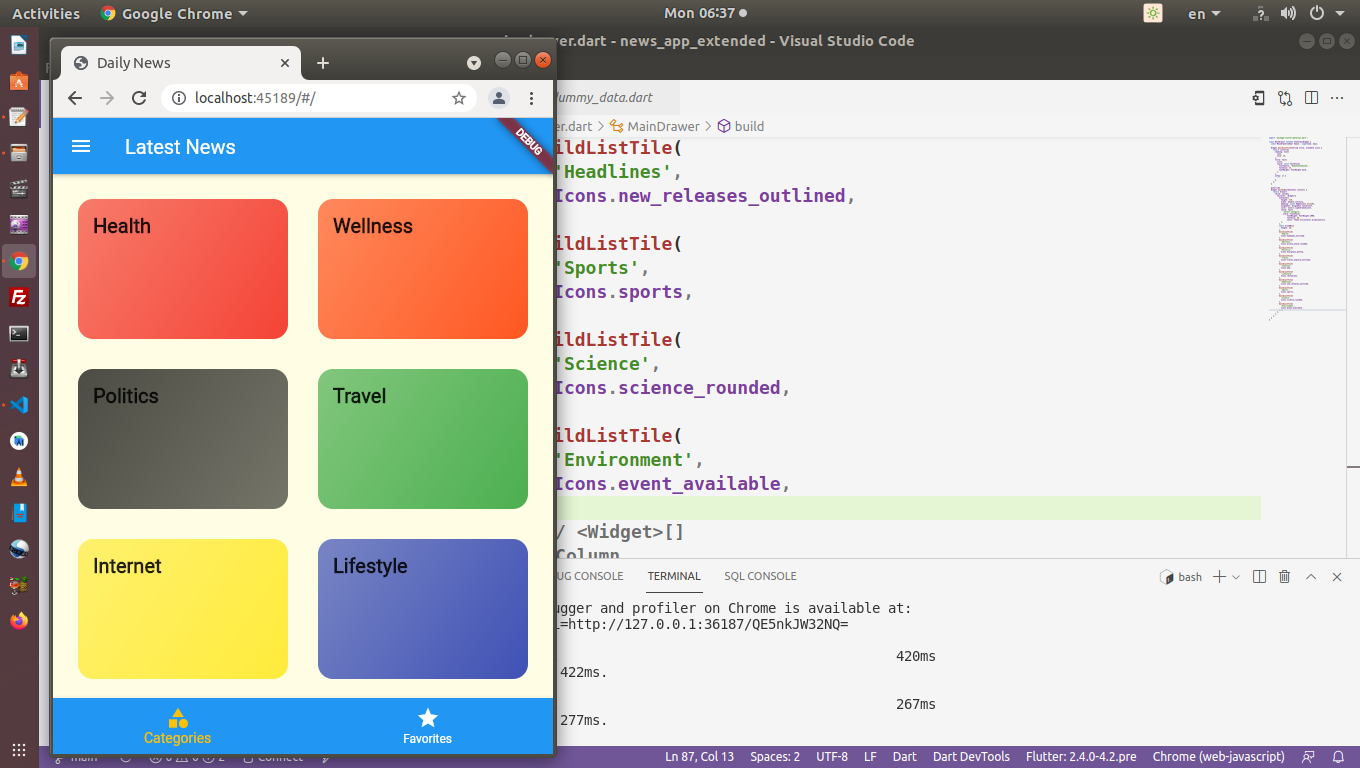 Activities
Google Chrome
Mon 06:37
en
ver.dart - news_app_extended - Visual Studio Code
Daily News
localhost:45189/#/
Latest News
DEBUG
Health
Wellness
Politics
Travel
Internet
Lifestyle
Categories
Favorites
ummy_data.dart
er.dart
MainDrawer
build
ildListTile(
'Headlines',
Icons.new_releases_outlined,
ildListTile(
'Sports',
Icons.sports,
ildListTile(
'Science',
Icons.science_rounded,
ildListTile(
'Environment',
Icons.event_available,
/ <Widget>[]
Column
UG CONSOLE
TERMINAL
SQL CONSOLE
bash
ugger and profiler on Chrome is available at:
i=http://127.0.0.1:36187/QE5nkJW32NQ=
420ms
422ms.
267ms
277ms.
main
Connect
Ln 87, Col 13
Spaces: 2
UTF-8
LF
Dart
Dart DevTools
Flutter: 2.4.0-4.2.pre
Chrome (web-javascript)